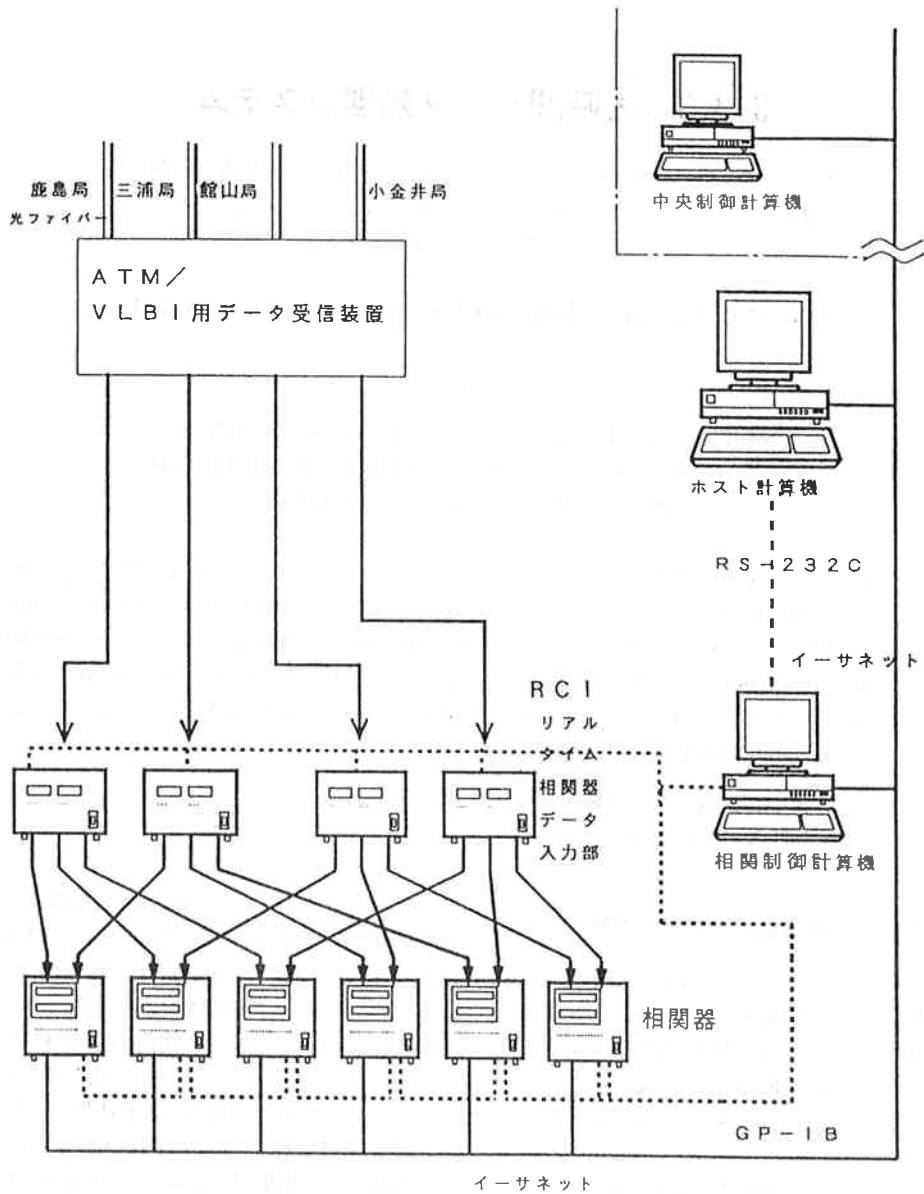 中央制御計算機
鹿島局
三浦局
館山局
小金井局
光ファイバー
ATM/
VLBI用データ受信装置
ホスト計算機
RS-232C
イーサネット
RCI
リアル
タイム
相関器
データ
入力部
相関制御計算機
相関器
GP-IB
イーサネット